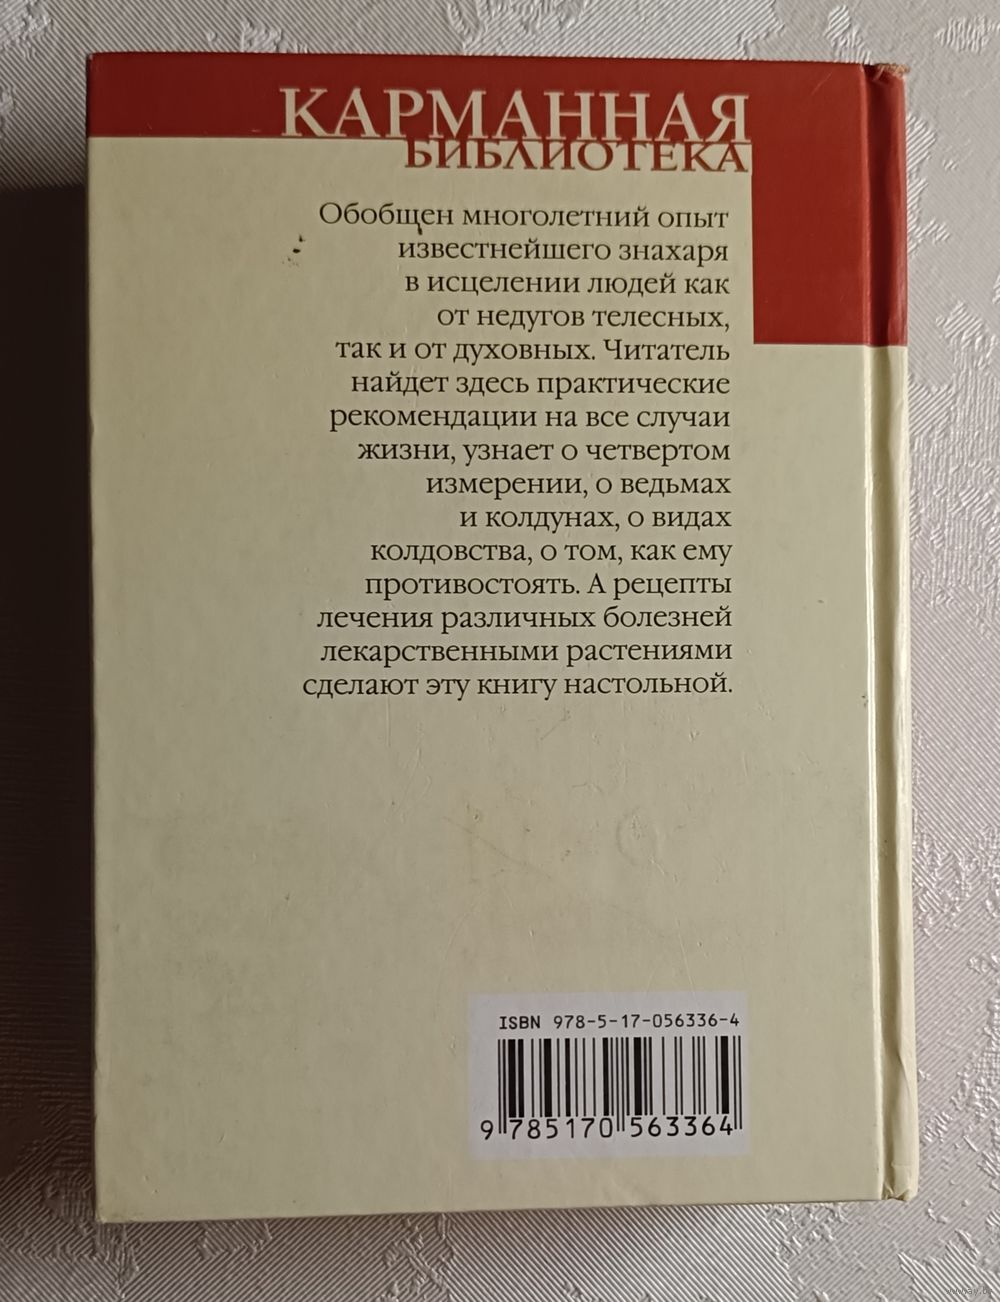 КАРМАННАЯ
БИБЛИОТЕКА
Обобщен многолетний опыт
известнейшего знахаря
в исцелении людей как
от недугов телесных,
так и от духовных. Читатель
найдет здесь практические
рекомендации на все случаи
жизни, узнает о четвертом
измерении, о ведьмах
и колдунах, о видах
колдовства, о том, как ему
противостоять. А рецепты
лечения различных болезней
лекарственными растениями
сделают эту книгу настольной.
ISBN 978-5-17-056336-4
9 785170 563364